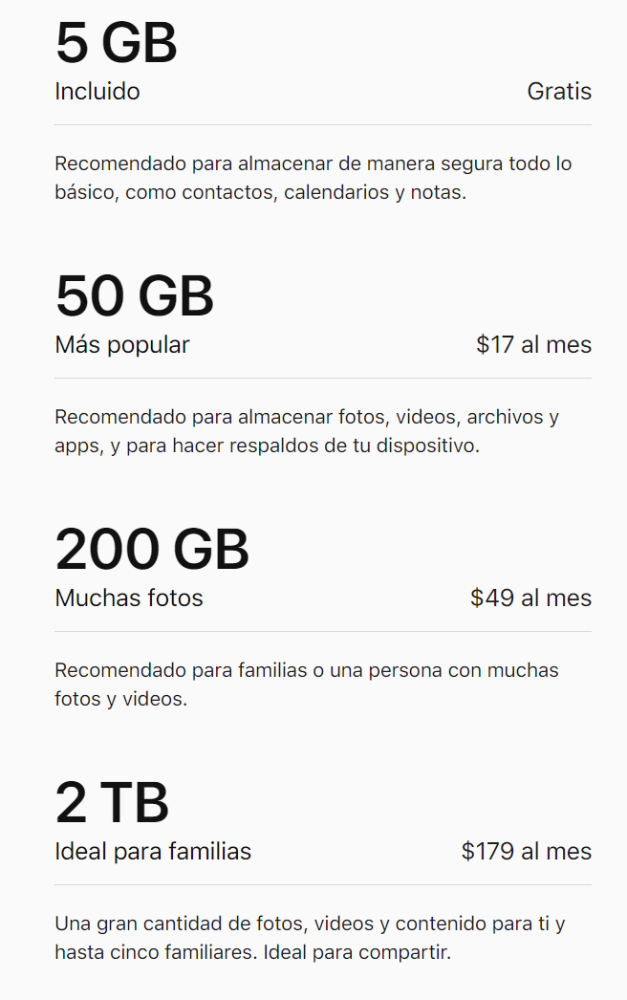 5 GB
Incluido Gratis
Recomendado para almacenar de manera segura todo lo
básico, como contactos, calendarios y notas.
50 GB
Más popular $17 al mes
Recomendado para almacenar fotos, videos, archivos y
apps, y para hacer respaldos de tu dispositivo.
200 GB
Muchas fotos $49 al mes
Recomendado para familias o una persona con muchas
fotos y videos.
2 TB
Ideal para familias $179 al mes
Una gran cantidad de fotos, videos y contenido para ti y
hasta cinco familiares. Ideal para compartir.